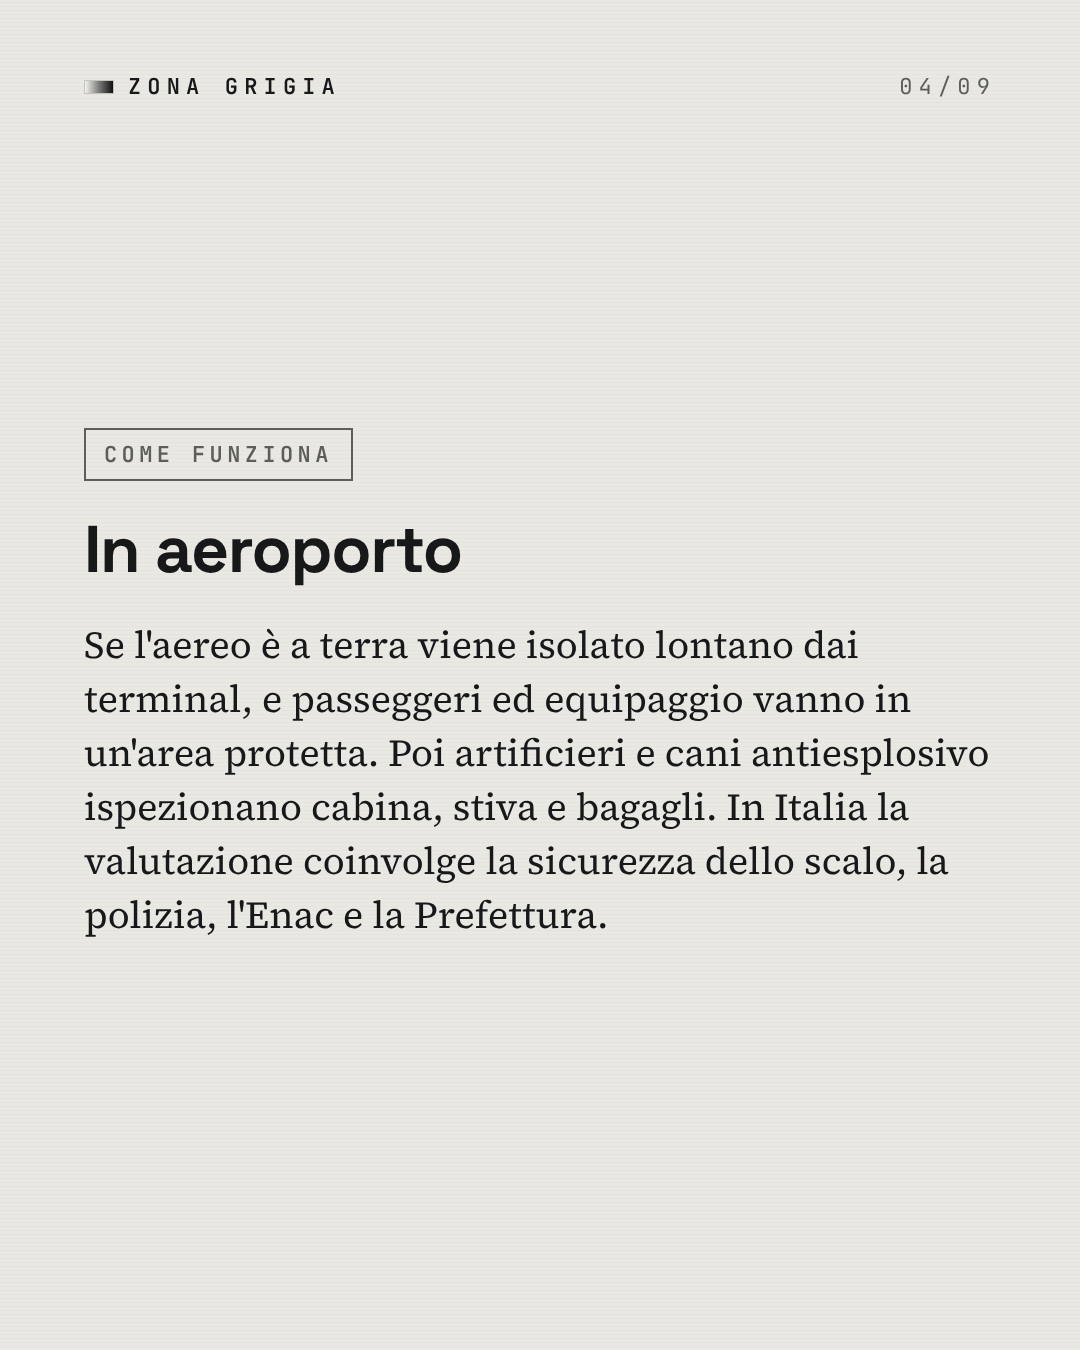 ZONA GRIGIA
04/09
COME FUNZIONA
In aeroporto
Se l'aereo è a terra viene isolato lontano dai
terminal, e passeggeri ed equipaggio vanno in
un'area protetta. Poi artificieri e cani antiesplosivo
ispezionano cabina, stiva e bagagli. In Italia la
valutazione coinvolge la sicurezza dello scalo, la
polizia, l'Enac e la Prefettura.